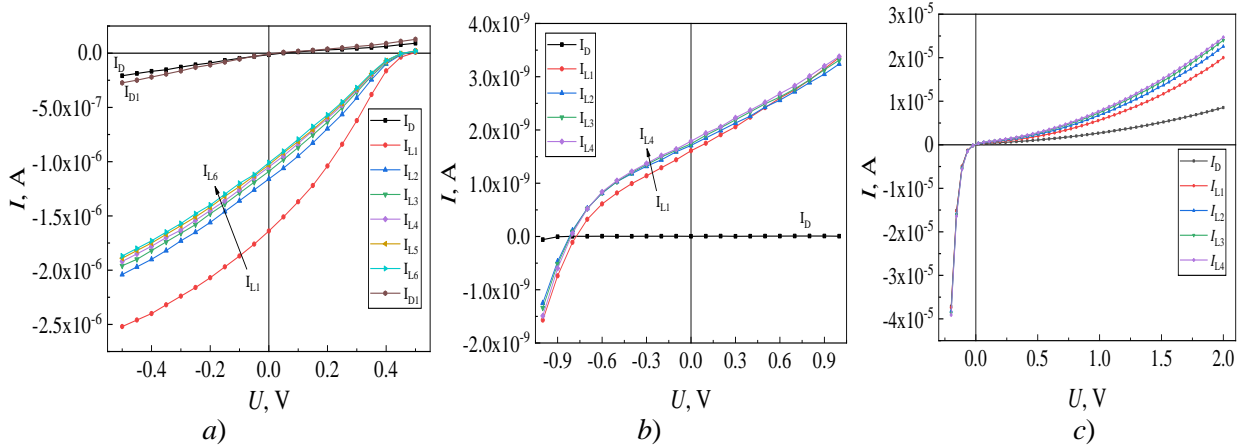 0.0
-5.0x10-7
-1.0x10-6
-1.5x10-6
-2.0x10-6
-2.5x10-6
I, A
-0.4
-0.2
0.0
0.2
0.4
U, V
ID
ID1
IL6
IL1
ID
IL1
IL2
IL3
IL4
IL5
IL6
ID1
a)
4.0x10-9
3.0x10-9
2.0x10-9
1.0x10-9
0.0
-1.0x10-9
-2.0x10-9
I, A
-0.9
-0.6
-0.3
0.0
0.3
0.6
0.9
U, V
ID
IL1
IL2
IL3
IL4
IL4
IL1
ID
b)
3x10-5
2x10-5
1x10-5
0
-1x10-5
-2x10-5
-3x10-5
-4x10-5
I, A
0.0
0.5
1.0
1.5
2.0
U, V
ID
IL1
IL2
IL3
IL4
c)